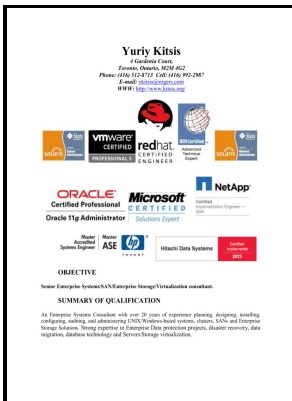 Yuriy Kitsis
4 Gardenia Court,
Toronto, Ontario, M2M 4G2
Phone: (416) 512-8713 Cell: (416) 992-2987
E-mail: ykitsis@rogers.com
WWW: http://www.kitsis.org/
Sun
SOLARIS
vmware
CERTIFIED
PROFESSIONAL 5
redhat.
CERTIFIED
ENGINEER
IBM Certified
Advanced
Technical
Expert
Sun
SOLARIS
ORACLE
Certified Professional
Oracle 11g Administrator
Microsoft
CERTIFIED
Solutions Expert
NetApp
Certified
Implementation Engineer —
SAN
Master
Accredited
Systems Engineer
Master
ASE
hp
invent
Hitachi Data Systems
Certified
Implementer
2013
OBJECTIVE
Senior Enterprise Systems/SAN/Enterprise Storage/Virtualization consultant.
SUMMARY OF QUALIFICATION
An Enterprise Systems Consultant with over 20 years of experience planning, designing, installing,
configuring, auditing, and administering UNIX/Windows-based systems, clusters, SANs and Enterprise
Storage Solutions. Strong expertise in Enterprise Data protection projects, disaster recovery, data
migration, database technology and Servers/Storage virtualization.